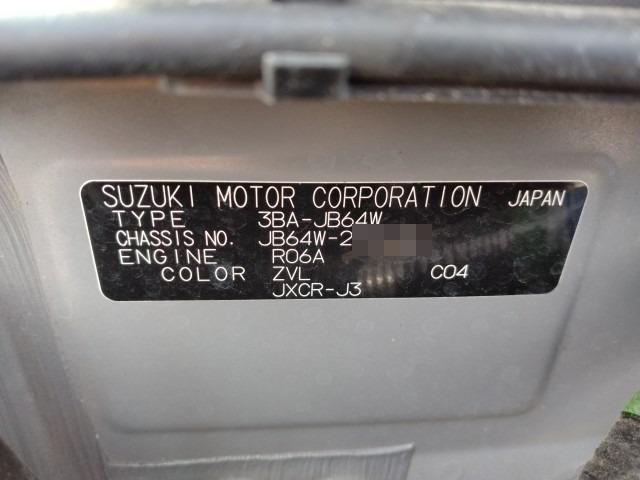 SUZUKI MOTOR CORPORATION JAPAN
TYPE 3BA-JB64W
CHASSIS NO. JB64W-2
ENGINE R06A
COLOR ZVL C04
JXCR-J3